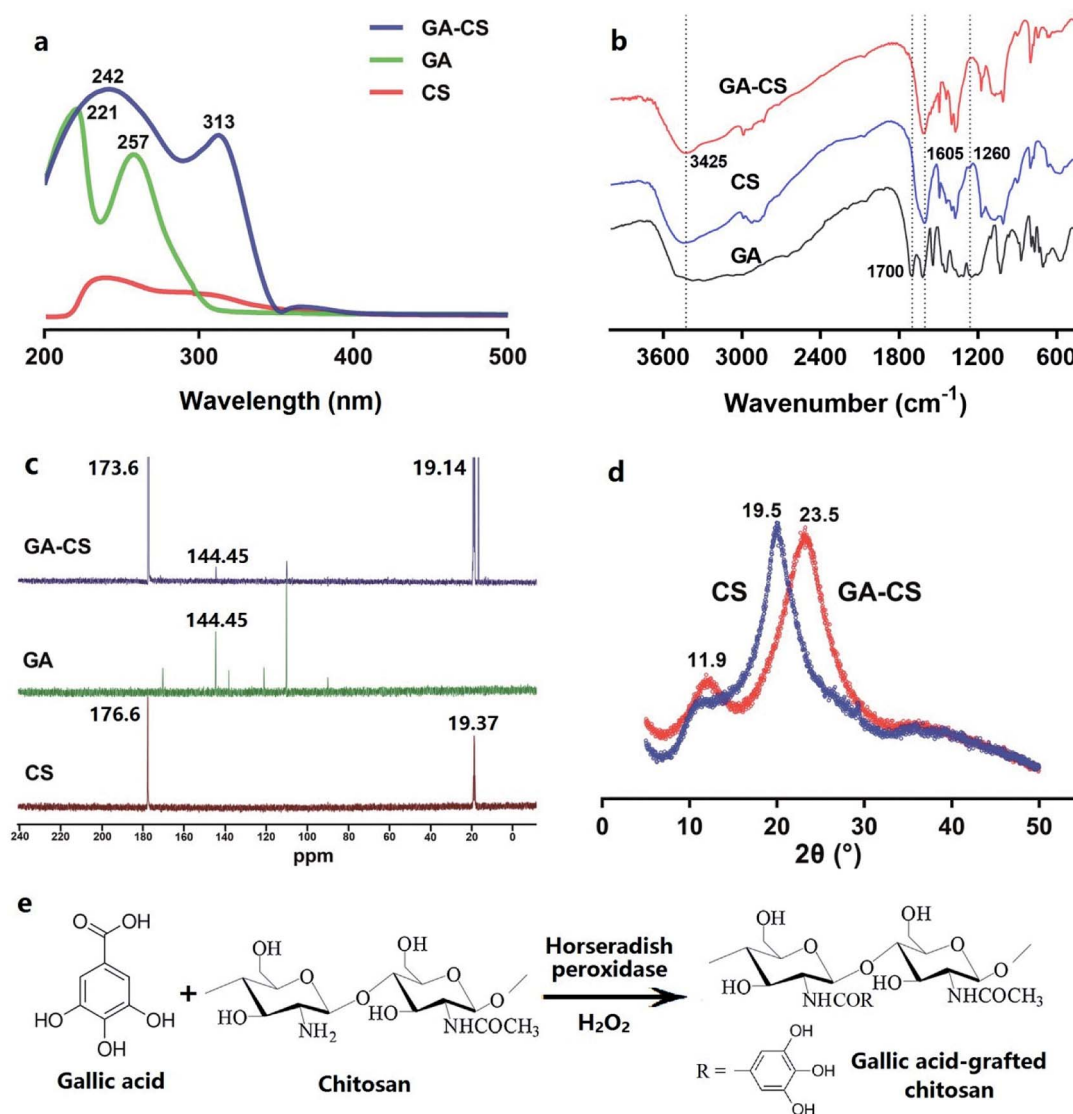 a
GA-CS
GA
CS
242
221
257
313
200
300
400
500
Wavelength (nm)
b
GA-CS
3425
CS
1605
1260
GA
1700
3600
3000
2400
1800
1200
600
Wavenumber (cm⁻¹)
c
173.6
19.14
GA-CS
144.45
144.45
GA
176.6
19.37
CS
240 220 200 180 160 140 120 100 80 60 40 20 0
ppm
d
19.5
23.5
CS
GA-CS
11.9
0
10
20
30
40
50
2θ (°)
e
O
OH
HO
OH
OH
Gallic acid
+
OH
O
HO
NH₂
O
OH
O
HO
NHCOCH₃
O
Chitosan
Horseradish
peroxidase
H₂O₂
OH
O
HO
NHCOR
O
OH
O
HO
NHCOCH₃
O
R =
OH
OH
OH
Gallic acid-grafted
chitosan